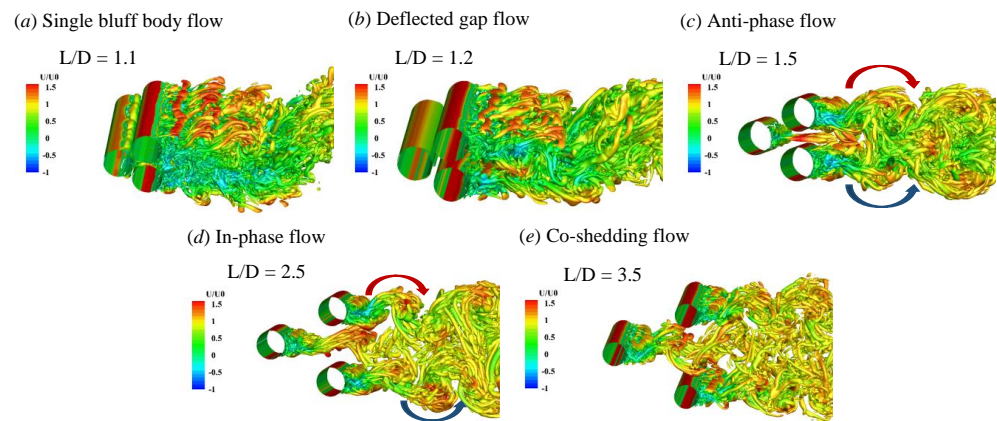 (a) Single bluff body flow
L/D = 1.1
U/U0
1.5
1
0.5
0
-0.5
-1
(b) Deflected gap flow
L/D = 1.2
U/U0
1.5
1
0.5
0
-0.5
-1
(c) Anti-phase flow
L/D = 1.5
U/U0
1.5
1
0.5
0
-0.5
-1
(d) In-phase flow
L/D = 2.5
U/U0
1.5
1
0.5
0
-0.5
-1
(e) Co-shedding flow
L/D = 3.5
U/U0
1.5
1
0.5
0
-0.5
-1